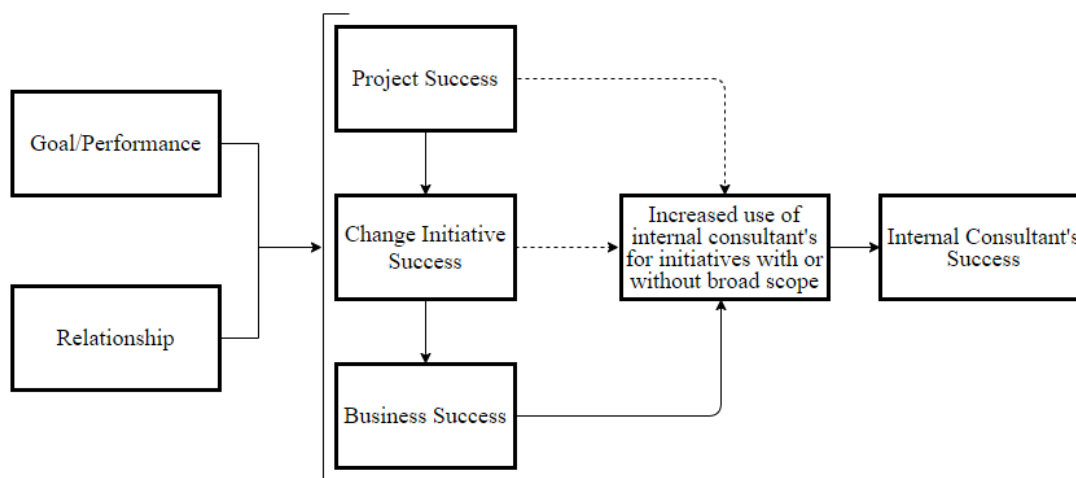 Project Success
Goal/Performance
Change Initiative
Success
Increased use of
internal consultant's
for initiatives with or
without broad scope
Internal Consultant's
Success
Relationship
Business Success